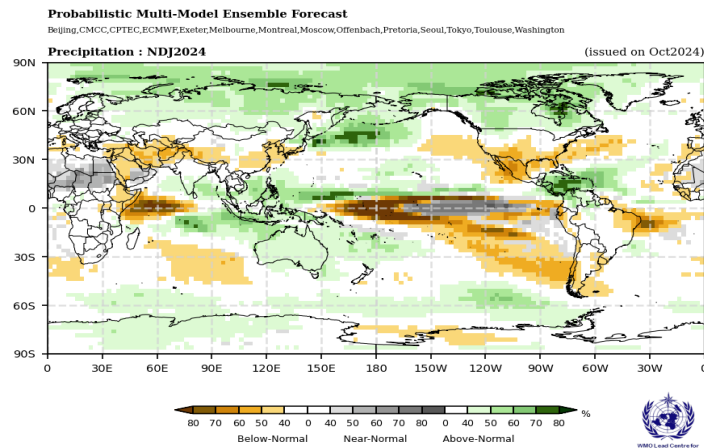 Probabilistic Multi-Model Ensemble Forecast
Beijing,CMCC,CPTEC,ECMWF,Exeter,Melbourne,Montreal,Moscow,Offenbach,Pretoria,Seoul,Tokyo,Toulouse,Washington
Precipitation : NDJ2024 (issued on Oct2024)
90N
60N
30N
0
30S
60S
90S
0 30E 60E 90E 120E 150E 180 150W 120W 90W 60W 30W 0
80 70 60 50 40 0 40 50 60 70 80 0 40 50 60 70 80 %
Below-Normal Near-Normal Above-Normal
WMO Lead Centre for